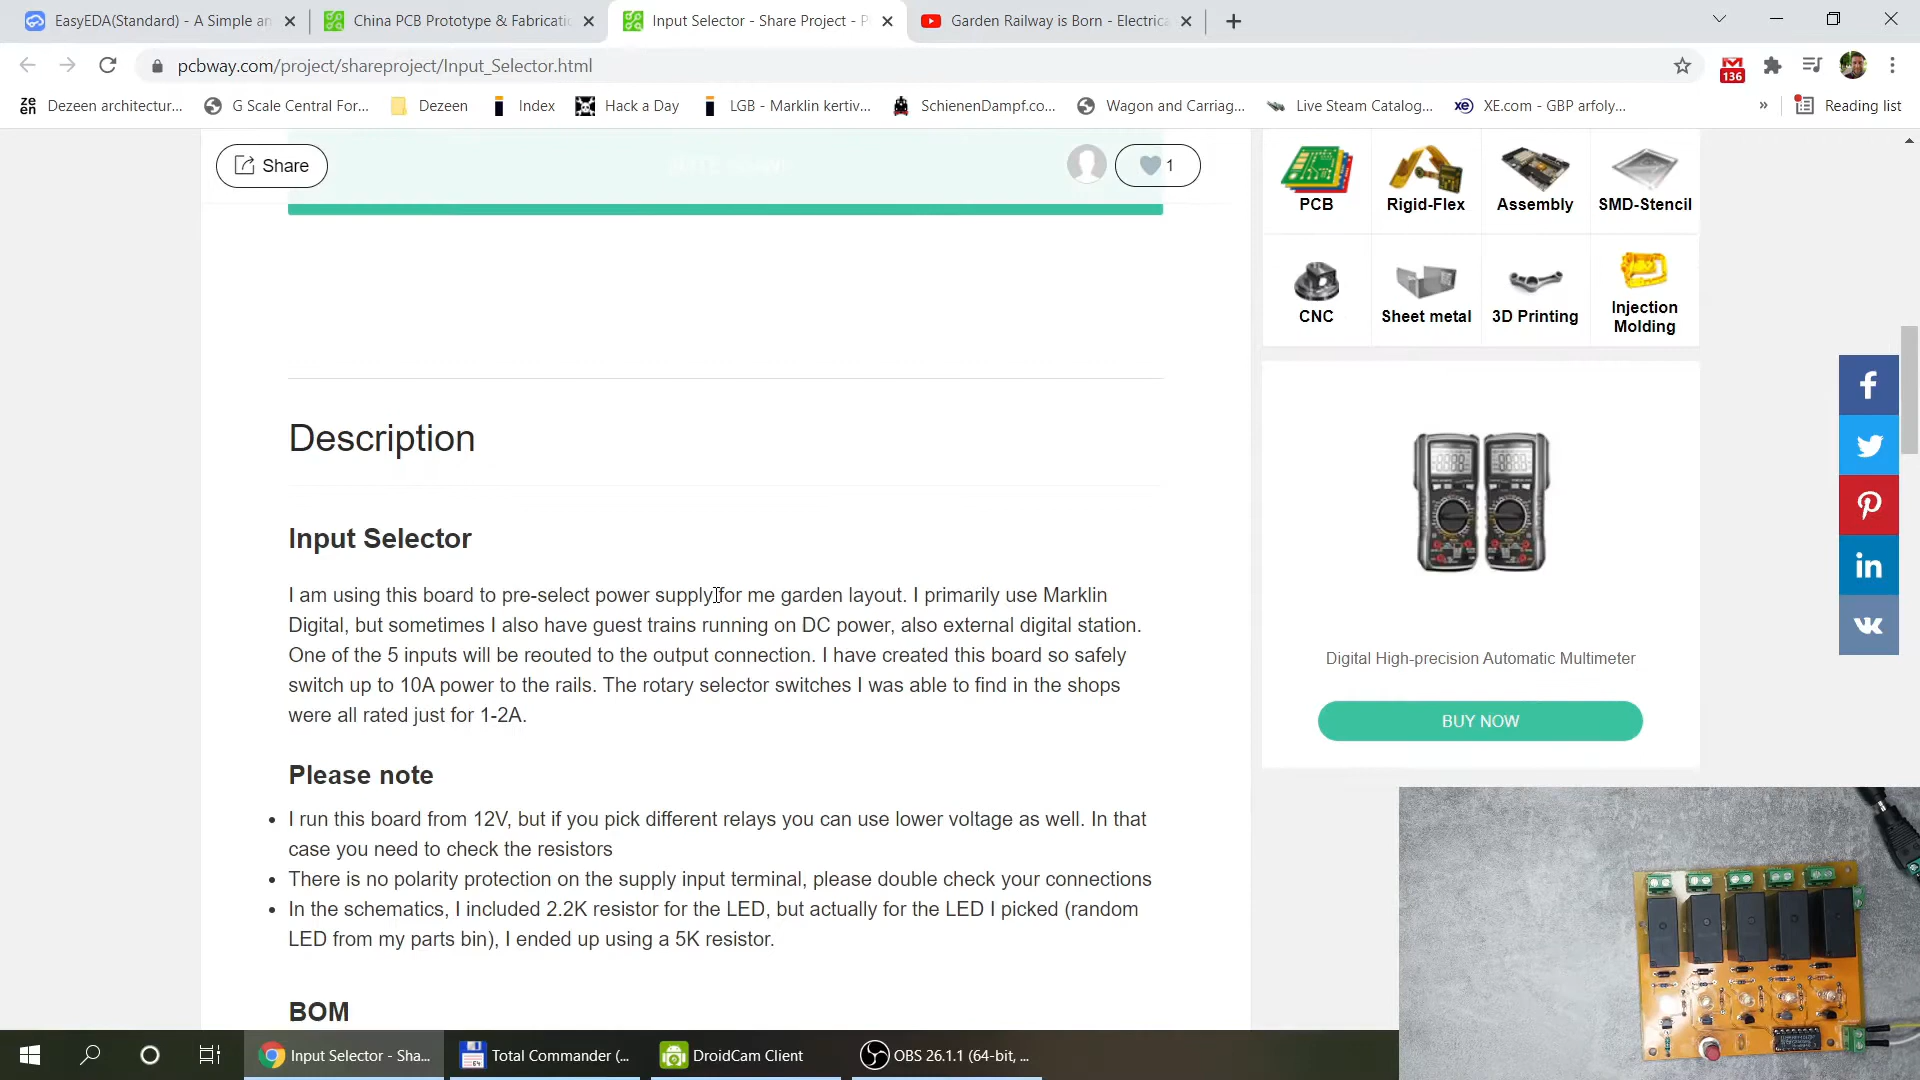 EasyEDA(Standard) - A Simple an
China PCB Prototype & Fabricatio
Input Selector - Share Project - P
Garden Railway is Born - Electrica
pcbway.com/project/shareproject/Input_Selector.html
136
Dezeen architectur...
G Scale Central For...
Dezeen
Index
Hack a Day
LGB - Marklin kertiv...
SchienenDampf.co...
Wagon and Carriag...
Live Steam Catalog...
XE.com - GBP arfoly...
»
Reading list
Share
1
PCB
Rigid-Flex
Assembly
SMD-Stencil
CNC
Sheet metal
3D Printing
Injection
Molding
Description
Input Selector
I am using this board to pre-select power supply for me garden layout. I primarily use Marklin
Digital, but sometimes I also have guest trains running on DC power, also external digital station.
One of the 5 inputs will be reouted to the output connection. I have created this board so safely
switch up to 10A power to the rails. The rotary selector switches I was able to find in the shops
were all rated just for 1-2A.
Digital High-precision Automatic Multimeter
BUY NOW
Please note
I run this board from 12V, but if you pick different relays you can use lower voltage as well. In that
case you need to check the resistors
There is no polarity protection on the supply input terminal, please double check your connections
In the schematics, I included 2.2K resistor for the LED, but actually for the LED I picked (random
LED from my parts bin), I ended up using a 5K resistor.
BOM
Input Selector - Sha...
Total Commander (...
DroidCam Client
OBS 26.1.1 (64-bit, ...